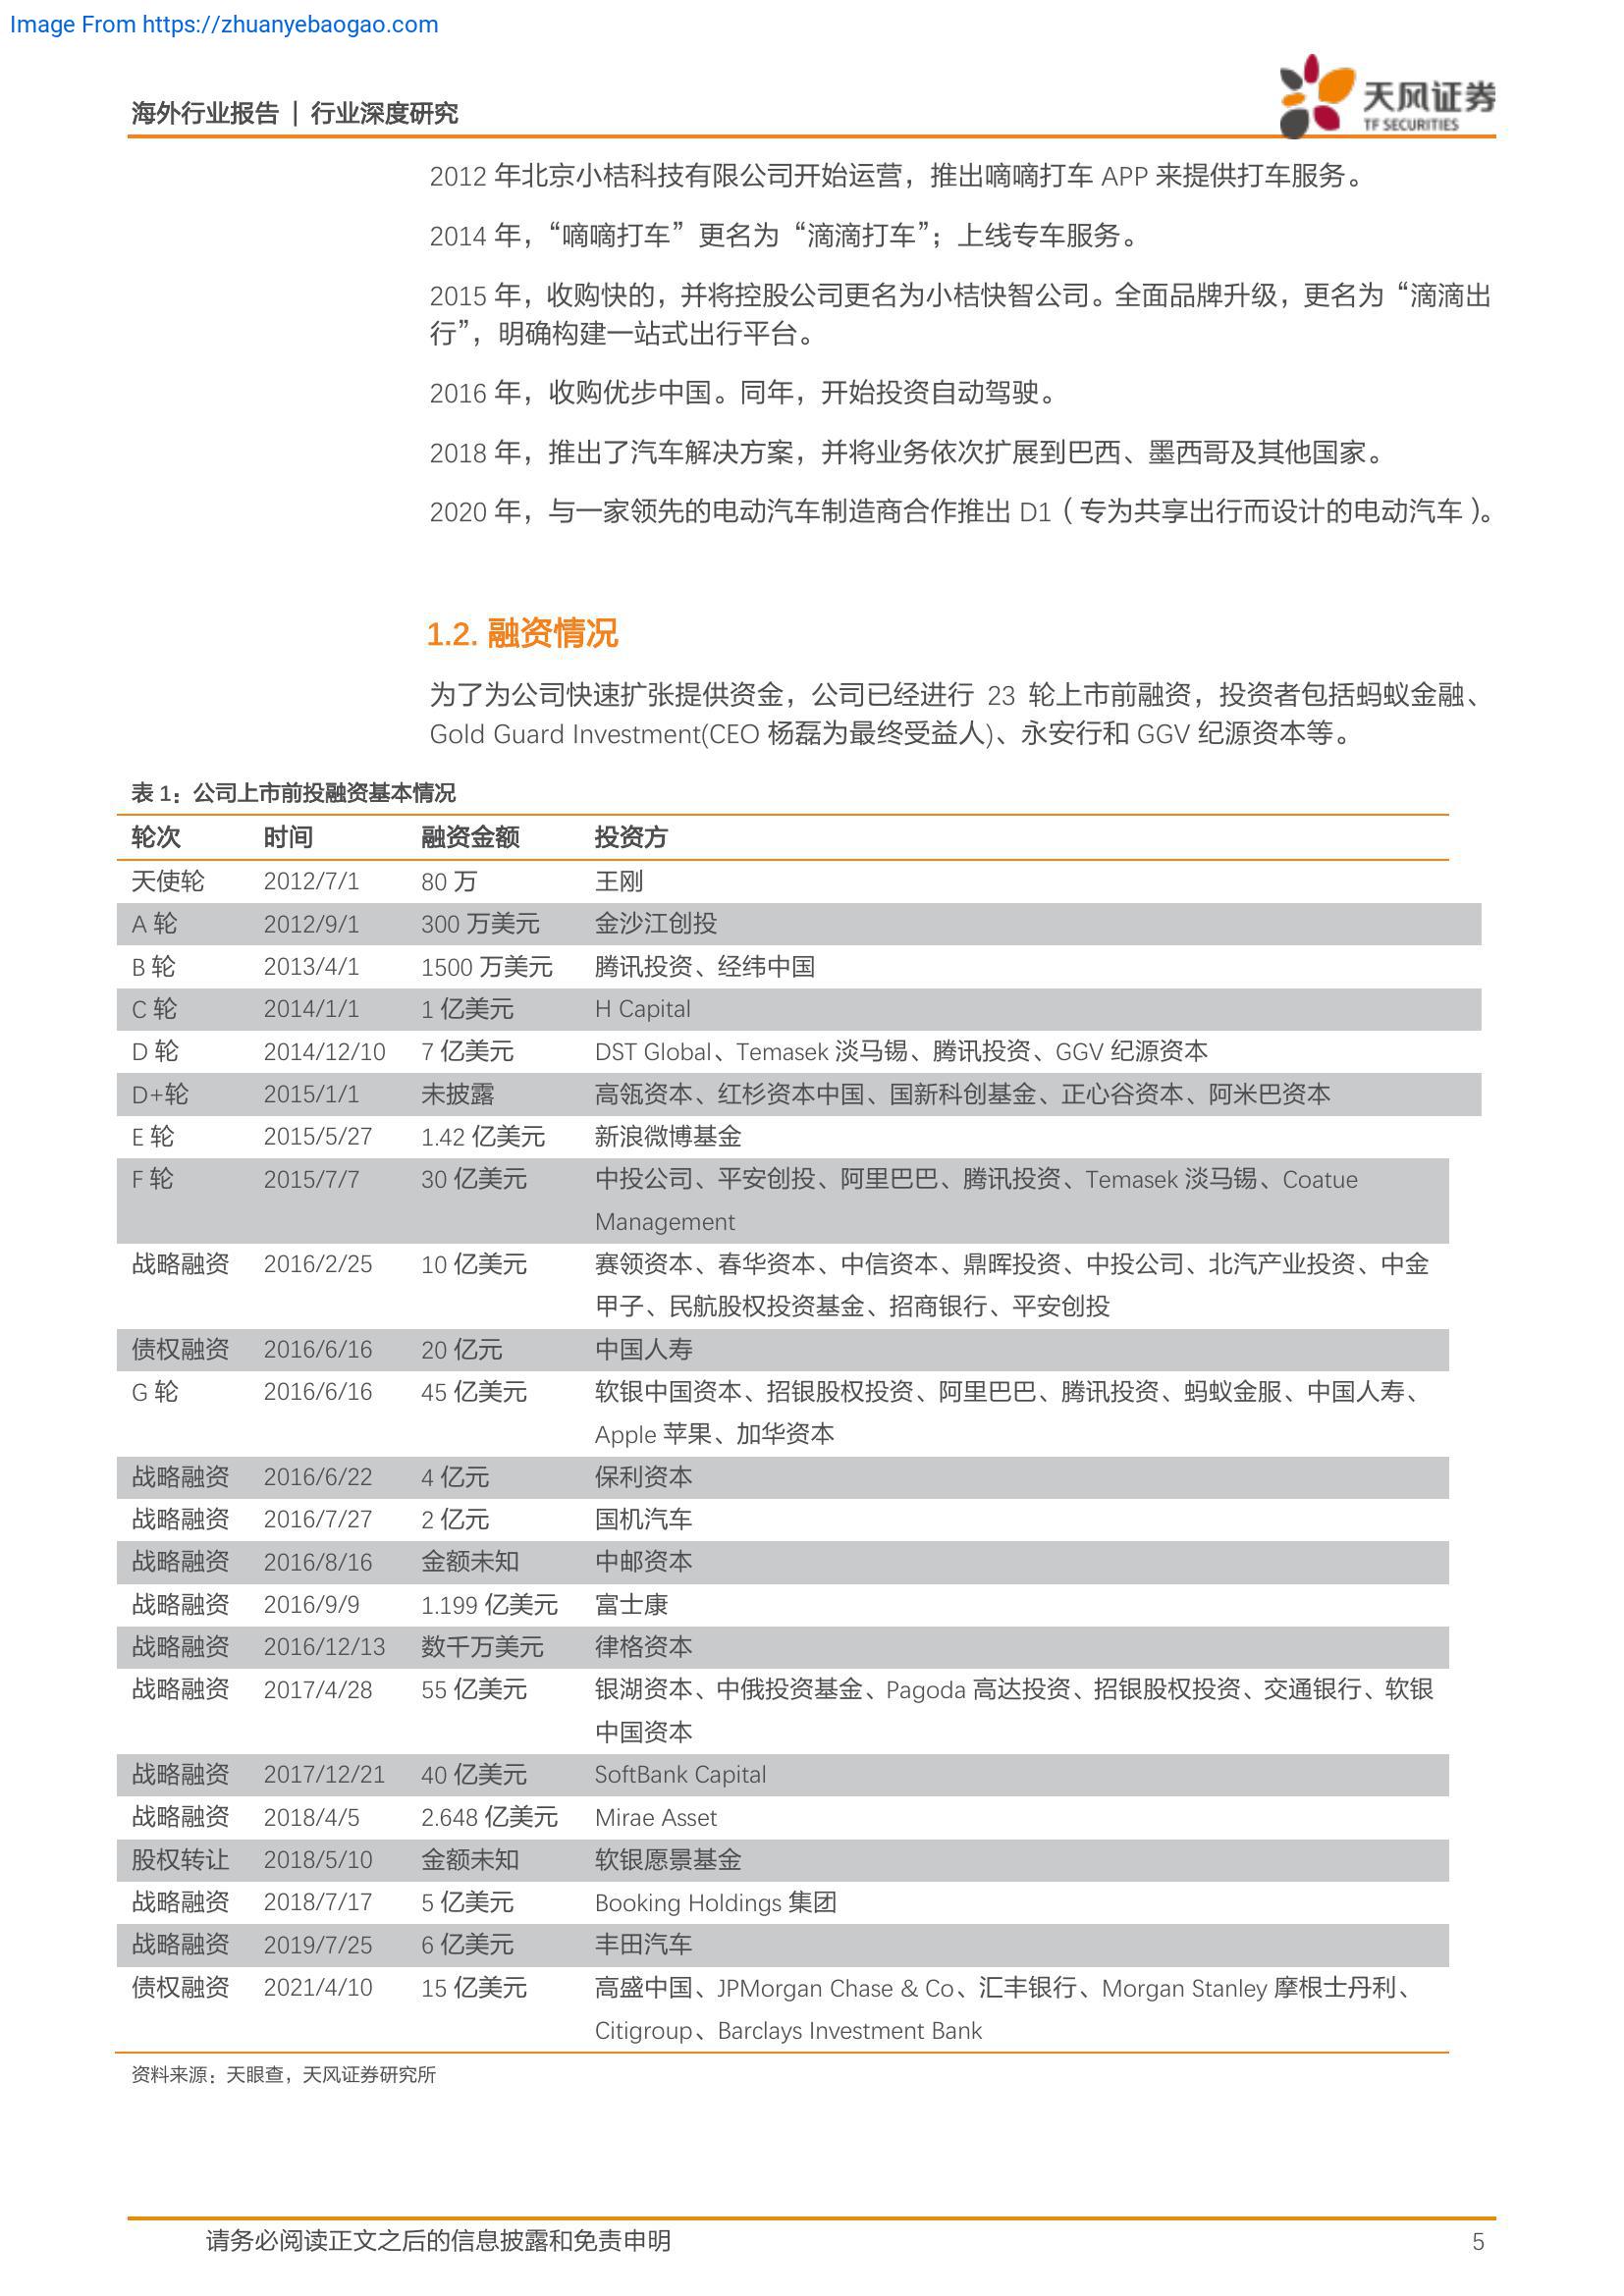 Image From https://zhuanyebaogao.com
海外行业报告 | 行业深度研究
天风证券
TF SECURITIES
2012 年北京小桔科技有限公司开始运营，推出嘀嘀打车 APP 来提供打车服务。
2014 年，“嘀嘀打车”更名为“滴滴打车”；上线专车服务。
2015 年，收购快的，并将控股公司更名为小桔快智公司。全面品牌升级，更名为“滴滴出
行”，明确构建一站式出行平台。
2016 年，收购优步中国。同年，开始投资自动驾驶。
2018 年，推出了汽车解决方案，并将业务依次扩展到巴西、墨西哥及其他国家。
2020 年，与一家领先的电动汽车制造商合作推出 D1（专为共享出行而设计的电动汽车）。
1.2. 融资情况
为了为公司快速扩张提供资金，公司已经进行 23 轮上市前融资，投资者包括蚂蚁金融、
Gold Guard Investment(CEO 杨磊为最终受益人)、永安行和 GGV 纪源资本等。
表 1：公司上市前投融资基本情况
轮次 时间 融资金额 投资方
天使轮 2012/7/1 80 万 王刚
A 轮 2012/9/1 300 万美元 金沙江创投
B 轮 2013/4/1 1500 万美元 腾讯投资、经纬中国
C 轮 2014/1/1 1 亿美元 H Capital
D 轮 2014/12/10 7 亿美元 DST Global、Temasek 淡马锡、腾讯投资、GGV 纪源资本
D+轮 2015/1/1 未披露 高瓴资本、红杉资本中国、国新科创基金、正心谷资本、阿米巴资本
E 轮 2015/5/27 1.42 亿美元 新浪微博基金
F 轮 2015/7/7 30 亿美元 中投公司、平安创投、阿里巴巴、腾讯投资、Temasek 淡马锡、Coatue
Management
战略融资 2016/2/25 10 亿美元 赛领资本、春华资本、中信资本、鼎晖投资、中投公司、北汽产业投资、中金
甲子、民航股权投资基金、招商银行、平安创投
债权融资 2016/6/16 20 亿元 中国人寿
G 轮 2016/6/16 45 亿美元 软银中国资本、招银股权投资、阿里巴巴、腾讯投资、蚂蚁金服、中国人寿、
Apple 苹果、加华资本
战略融资 2016/6/22 4 亿元 保利资本
战略融资 2016/7/27 2 亿元 国机汽车
战略融资 2016/8/16 金额未知 中邮资本
战略融资 2016/9/9 1.199 亿美元 富士康
战略融资 2016/12/13 数千万美元 律格资本
战略融资 2017/4/28 55 亿美元 银湖资本、中俄投资基金、Pagoda 高达投资、招银股权投资、交通银行、软银
中国资本
战略融资 2017/12/21 40 亿美元 SoftBank Capital
战略融资 2018/4/5 2.648 亿美元 Mirae Asset
股权转让 2018/5/10 金额未知 软银愿景基金
战略融资 2018/7/17 5 亿美元 Booking Holdings 集团
战略融资 2019/7/25 6 亿美元 丰田汽车
债权融资 2021/4/10 15 亿美元 高盛中国、JPMorgan Chase & Co、汇丰银行、Morgan Stanley 摩根士丹利、
Citigroup、Barclays Investment Bank
资料来源：天眼查，天风证券研究所
请务必阅读正文之后的信息披露和免责申明 5